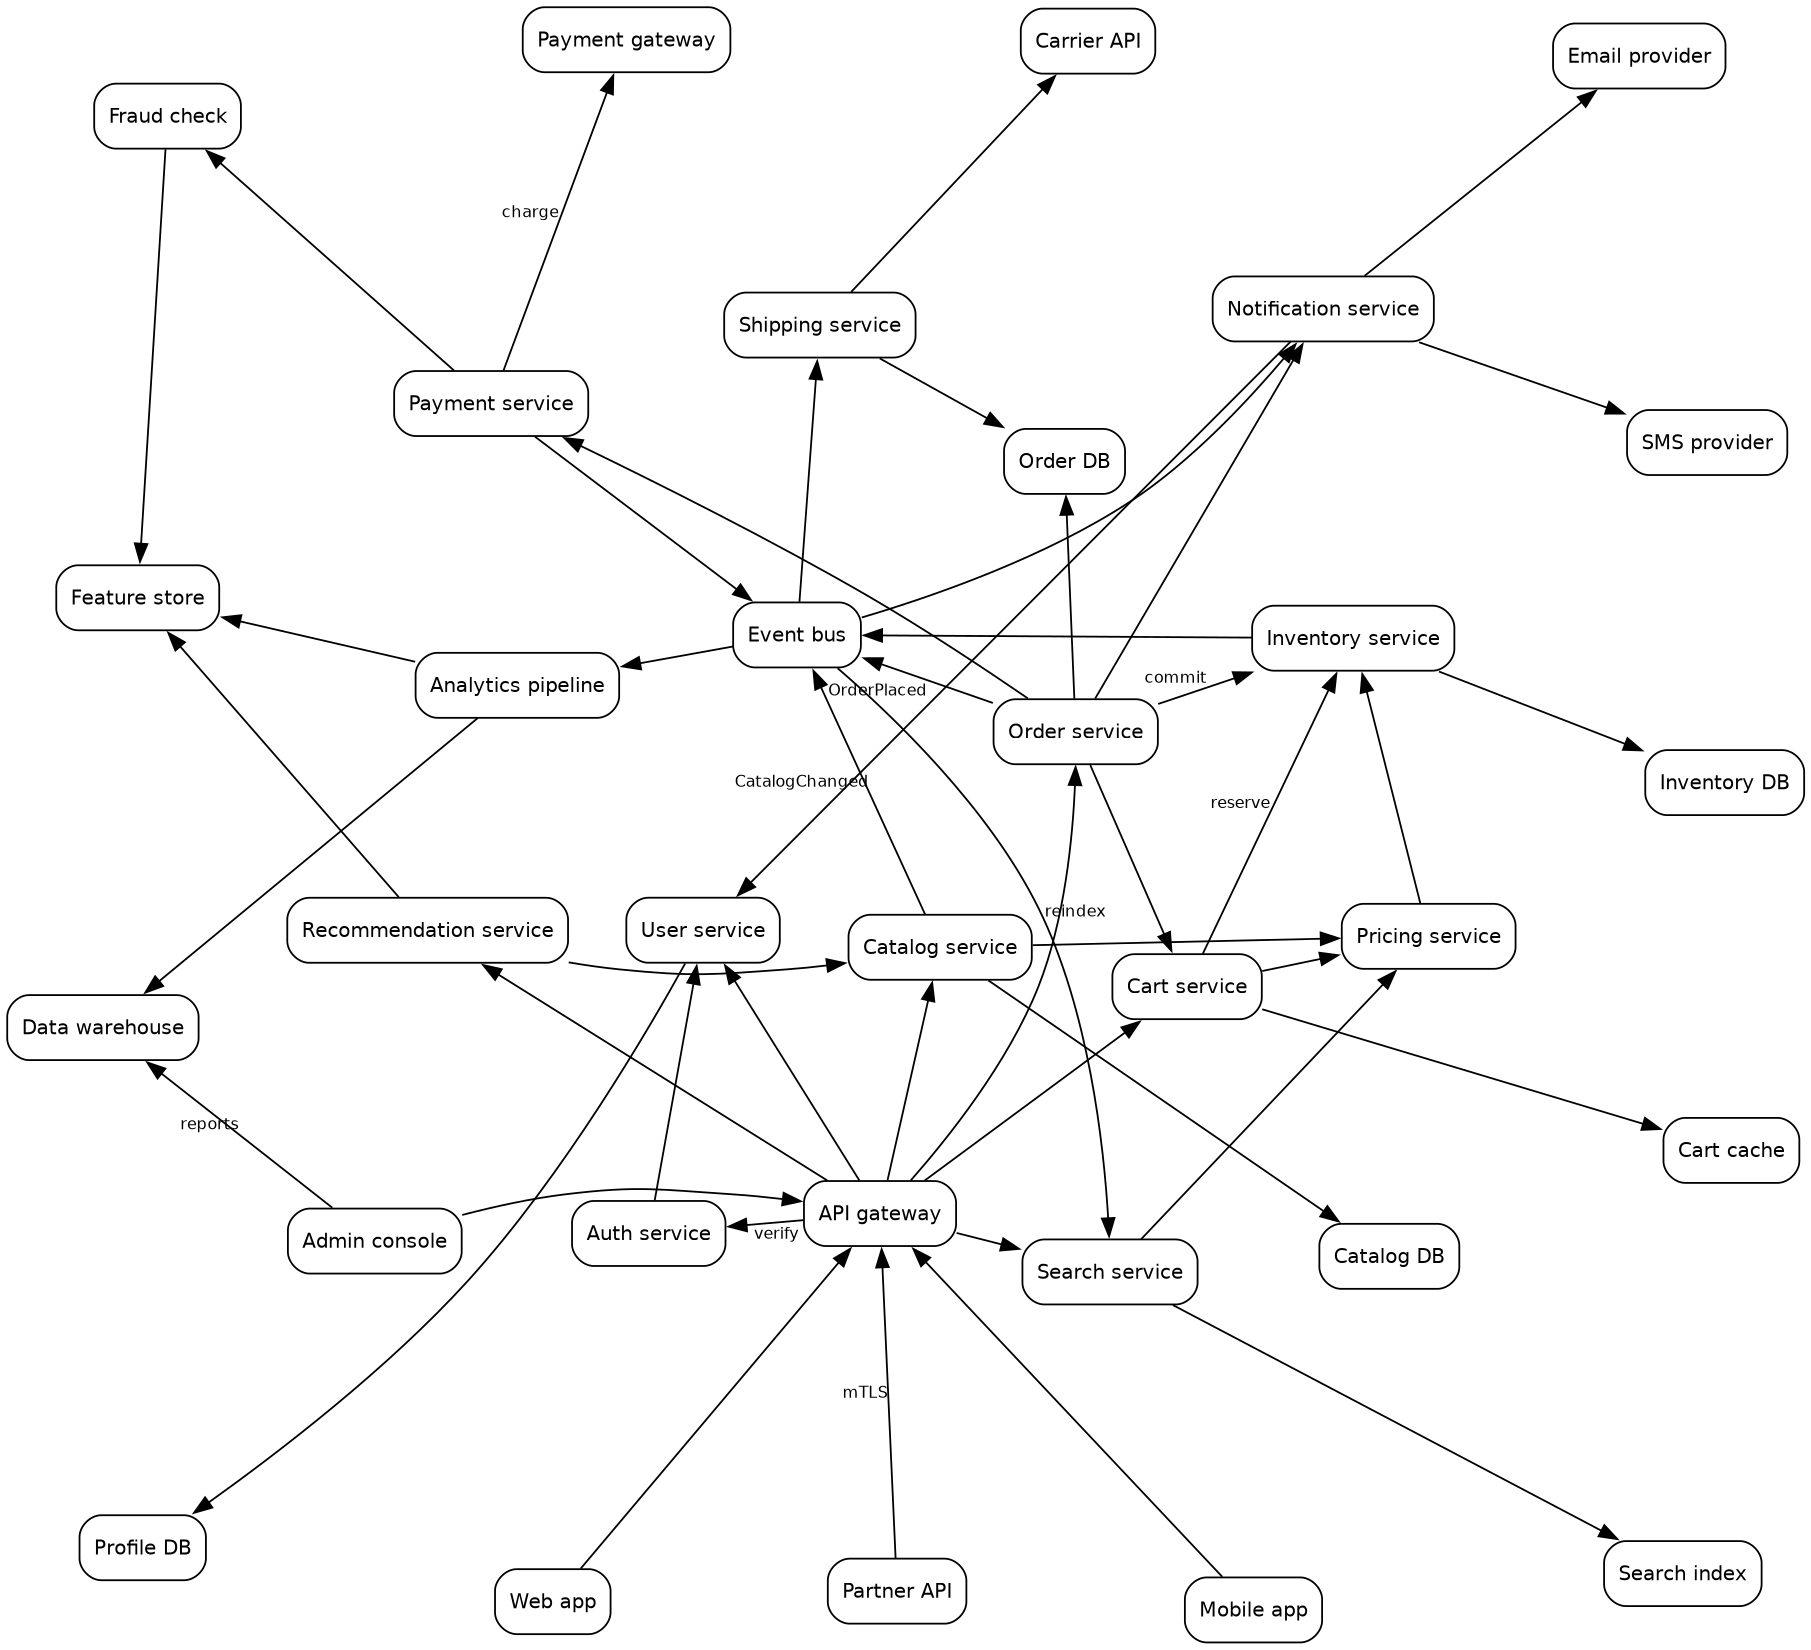 Payment gateway
Carrier API
Email provider
Fraud check
charge
Notification service
Shipping service
Payment service
SMS provider
Order DB
Feature store
Event bus
Inventory service
commit
Analytics pipeline
OrderPlaced
Order service
CatalogChanged
Inventory DB
reserve
reindex
Recommendation service
User service
Catalog service
Pricing service
Cart service
Data warehouse
reports
Cart cache
API gateway
verify
Admin console
Auth service
Catalog DB
Search service
mTLS
Profile DB
Search index
Partner API
Web app
Mobile app